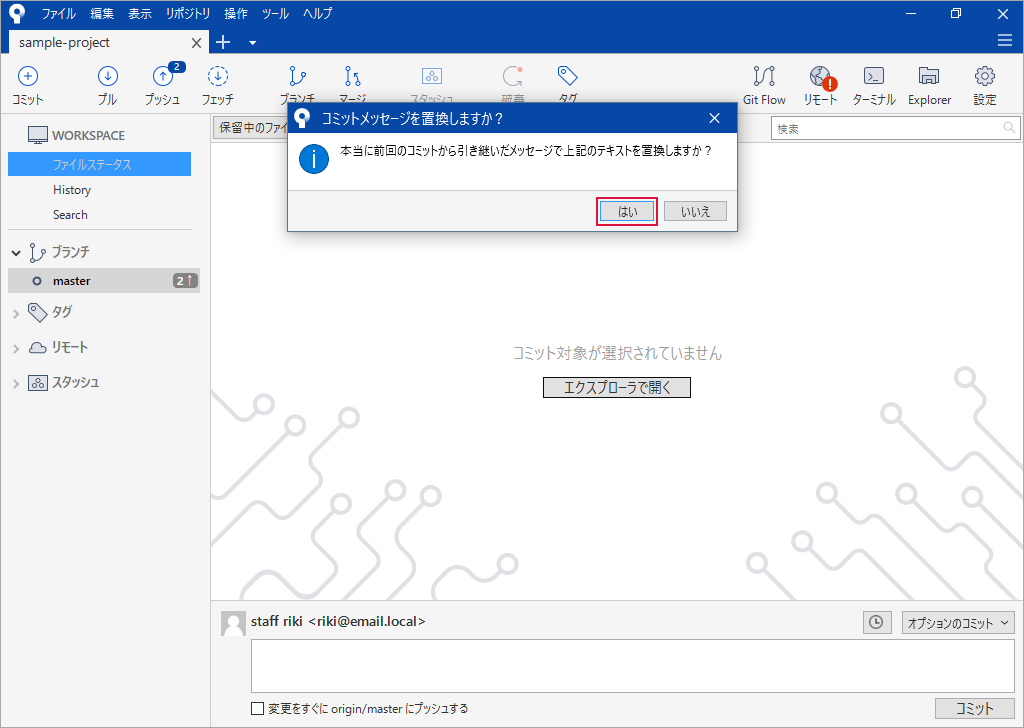 ファイル 編集 表示 リポジトリ 操作 ツール ヘルプ
sample-project
2
コミット プル プッシュ フェッチ ブランチ マージ スタッシュ 破棄 タグ Git Flow リモート ターミナル Explorer 設定
コミットメッセージを置換しますか？
本当に前回のコミットから引き継いだメッセージで上記のテキストを置換しますか？
はい いいえ
保留中のファイ
検索
WORKSPACE
ファイルステータス
History
Search
ブランチ
master 2↑
タグ
リモート
スタッシュ
コミット対象が選択されていません
エクスプローラで開く
staff riki <riki@email.local>
オプションのコミット
変更をすぐに origin/master にプッシュする
コミット